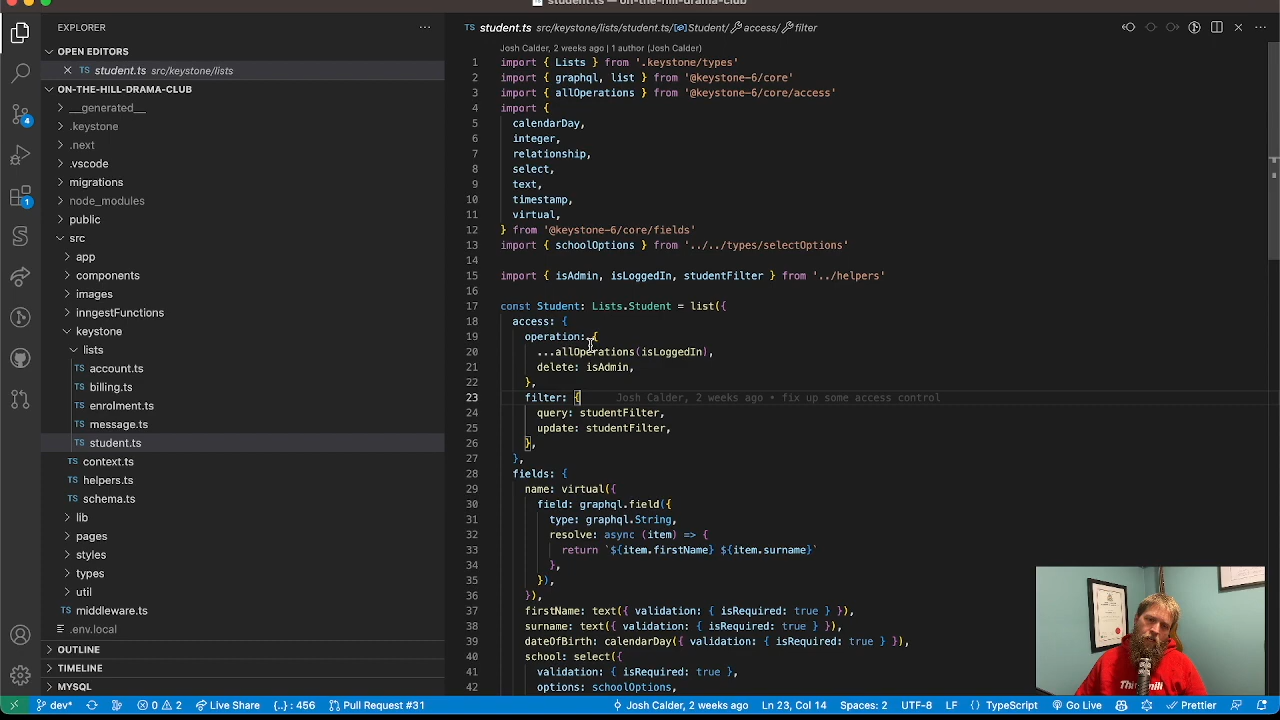 student.ts — on-the-hill-drama-club
EXPLORER
OPEN EDITORS
TS student.ts src/keystone/lists
ON-THE-HILL-DRAMA-CLUB
__generated__
.keystone
.next
.vscode
migrations
node_modules
public
src
app
components
images
inngestFunctions
keystone
lists
TS account.ts
TS billing.ts
TS enrolment.ts
TS message.ts
TS student.ts
TS context.ts
TS helpers.ts
TS schema.ts
lib
pages
styles
types
util
TS middleware.ts
.env.local
OUTLINE
TIMELINE
MYSQL
4
1
TS student.ts src/keystone/lists/student.ts/Student/access/filter
Josh Calder, 2 weeks ago | 1 author (Josh Calder)
1 import { Lists } from '.keystone/types'
2 import { graphql, list } from '@keystone-6/core'
3 import { allOperations } from '@keystone-6/core/access'
4 import {
5 calendarDay,
6 integer,
7 relationship,
8 select,
9 text,
10 timestamp,
11 virtual,
12 } from '@keystone-6/core/fields'
13 import { schoolOptions } from '../../types/selectOptions'
14
15 import { isAdmin, isLoggedIn, studentFilter } from '../helpers'
16
17 const Student: Lists.Student = list({
18 access: {
19 operation: {
20 ...allOperations(isLoggedIn),
21 delete: isAdmin,
22 },
23 filter: { Josh Calder, 2 weeks ago • fix up some access control
24 query: studentFilter,
25 update: studentFilter,
26 },
27 },
28 fields: {
29 name: virtual({
30 field: graphql.field({
31 type: graphql.String,
32 resolve: async (item) => {
33 return `${item.firstName} ${item.surname}`
34 },
35 }),
36 }),
37 firstName: text({ validation: { isRequired: true } }),
38 surname: text({ validation: { isRequired: true } }),
39 dateOfBirth: calendarDay({ validation: { isRequired: true } }),
40 school: select({
41 validation: { isRequired: true },
42 options: schoolOptions,
dev* 0 2 Live Share {..}: 456 Pull Request #31 Josh Calder, 2 weeks ago Ln 23, Col 14 Spaces: 2 UTF-8 LF {} TypeScript Go Live Prettier